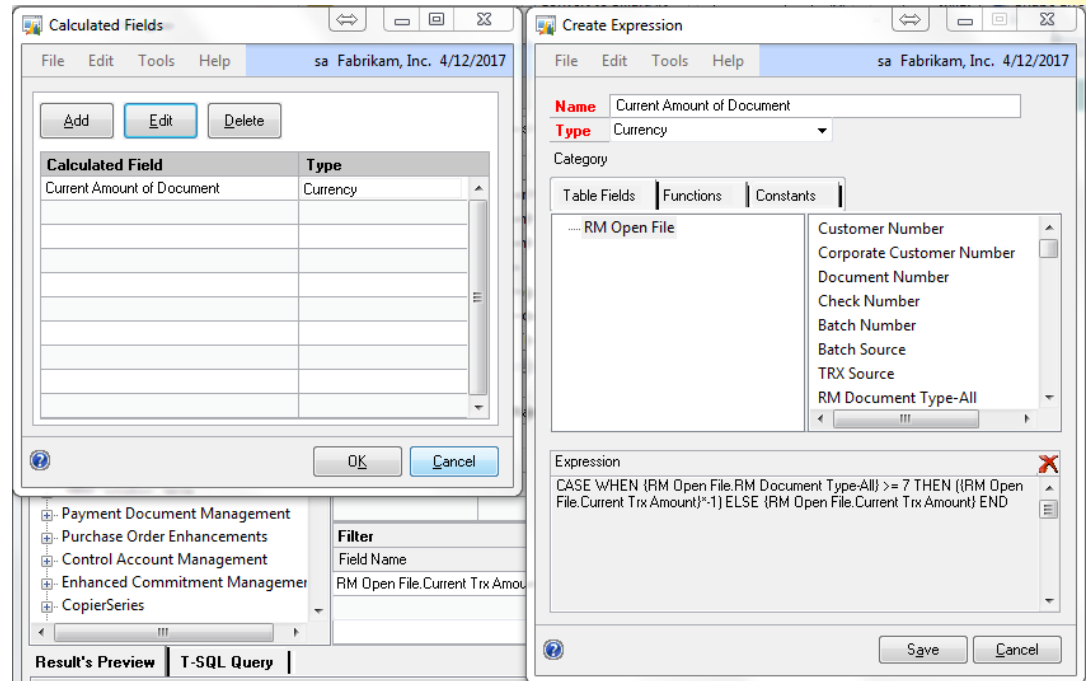 Calculated Fields
File Edit Tools Help sa Fabrikam, Inc. 4/12/2017
Add Edit Delete
Calculated Field Type
Current Amount of Document Currency
OK Cancel
Payment Document Management
Purchase Order Enhancements
Control Account Management
Enhanced Commitment Managemer
CopierSeries
Filter
Field Name
RM Open File.Current Trx Amou
Result's Preview T-SQL Query
Create Expression
File Edit Tools Help sa Fabrikam, Inc. 4/12/2017
Name Current Amount of Document
Type Currency
Category
Table Fields Functions Constants
RM Open File
Customer Number
Corporate Customer Number
Document Number
Check Number
Batch Number
Batch Source
TRX Source
RM Document Type-All
Expression
CASE WHEN {RM Open File.RM Document Type-All} >= 7 THEN ({RM Open
File.Current Trx Amount}*-1) ELSE {RM Open File.Current Trx Amount} END
Save Cancel